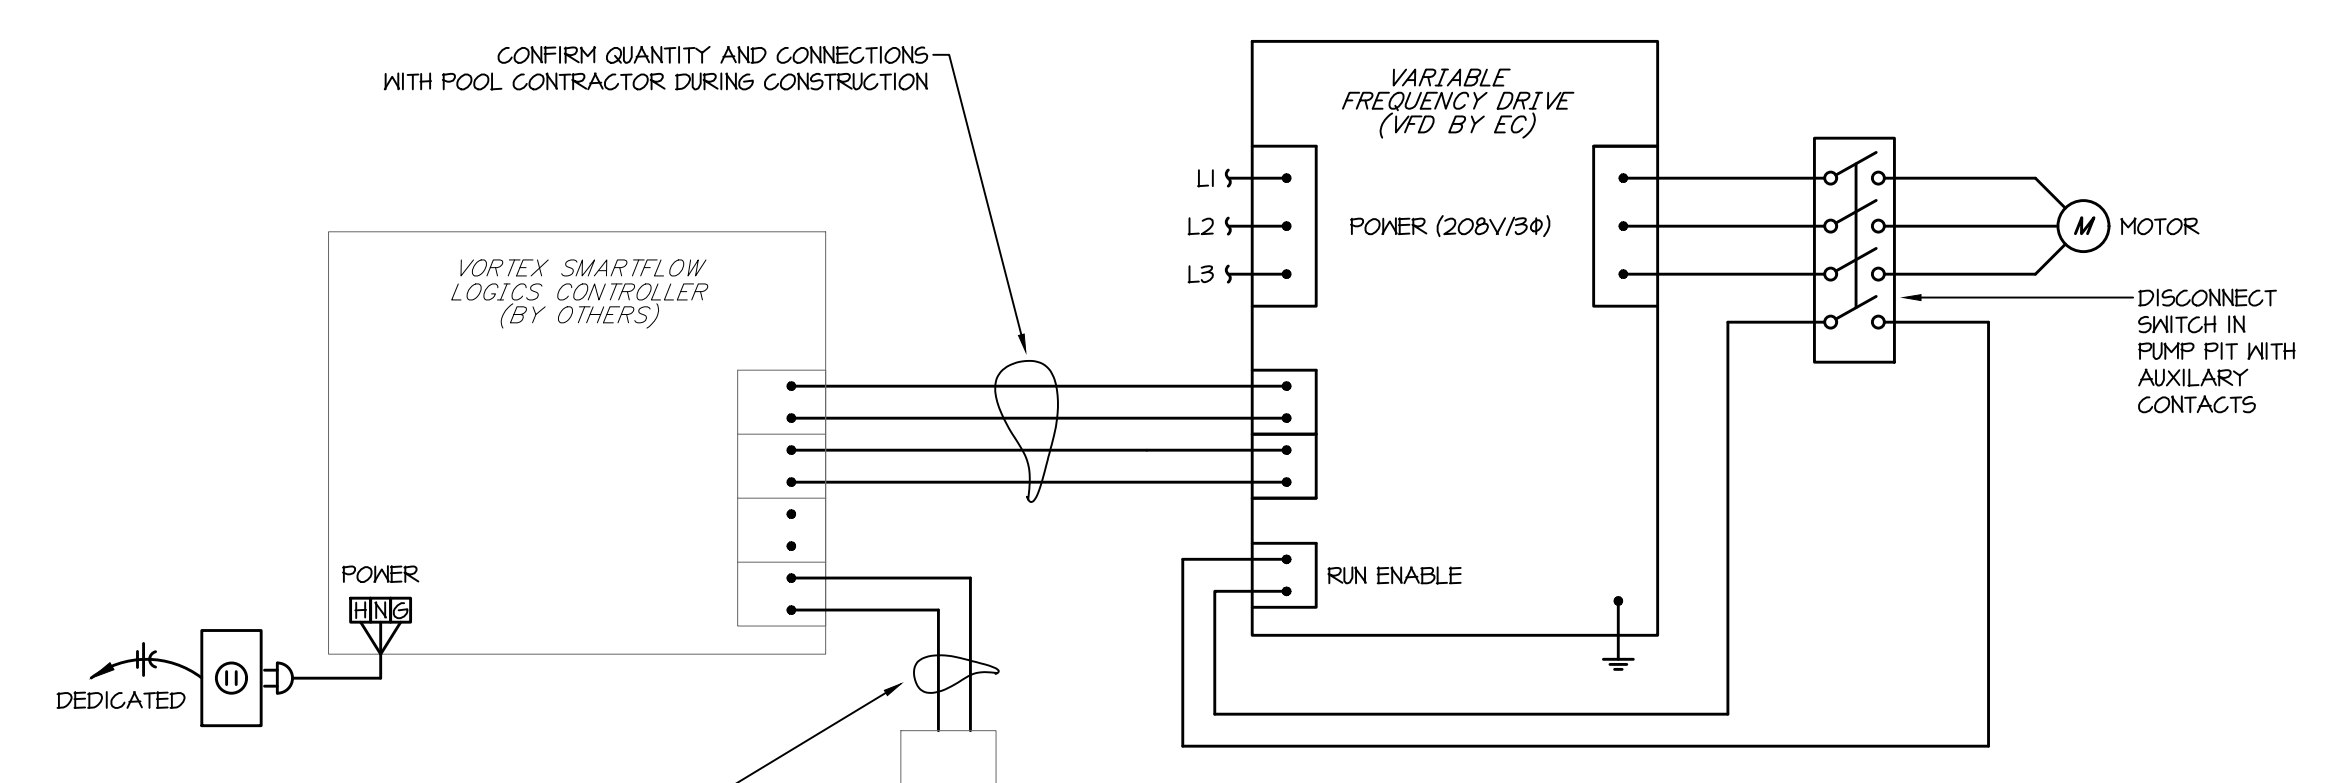 CONFIRM QUANTITY AND CONNECTIONS
WITH POOL CONTRACTOR DURING CONSTRUCTION
VARIABLE
FREQUENCY DRIVE
(VFD BY EC)
L1
L2
L3
POWER (208V/3Φ)
M
MOTOR
DISCONNECT
SWITCH IN
PUMP PIT WITH
AUXILARY
CONTACTS
VORTEX SMARTFLOW
LOGICS CONTROLLER
(BY OTHERS)
RUN ENABLE
POWER
H N G
DEDICATED